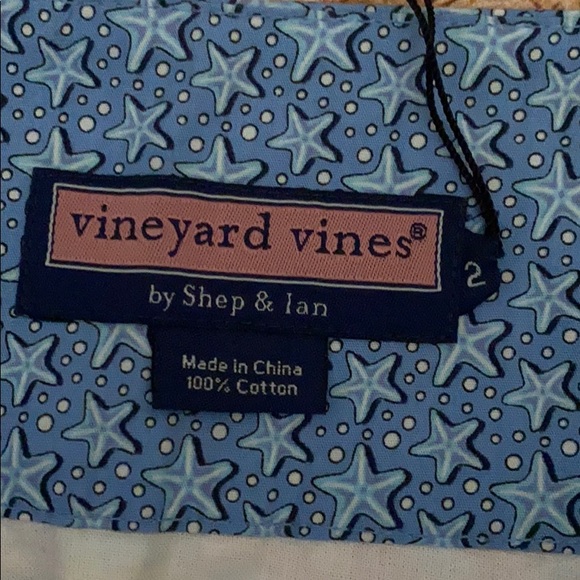 vineyard vines®
by Shep & Ian
2
Made in China
100% Cotton